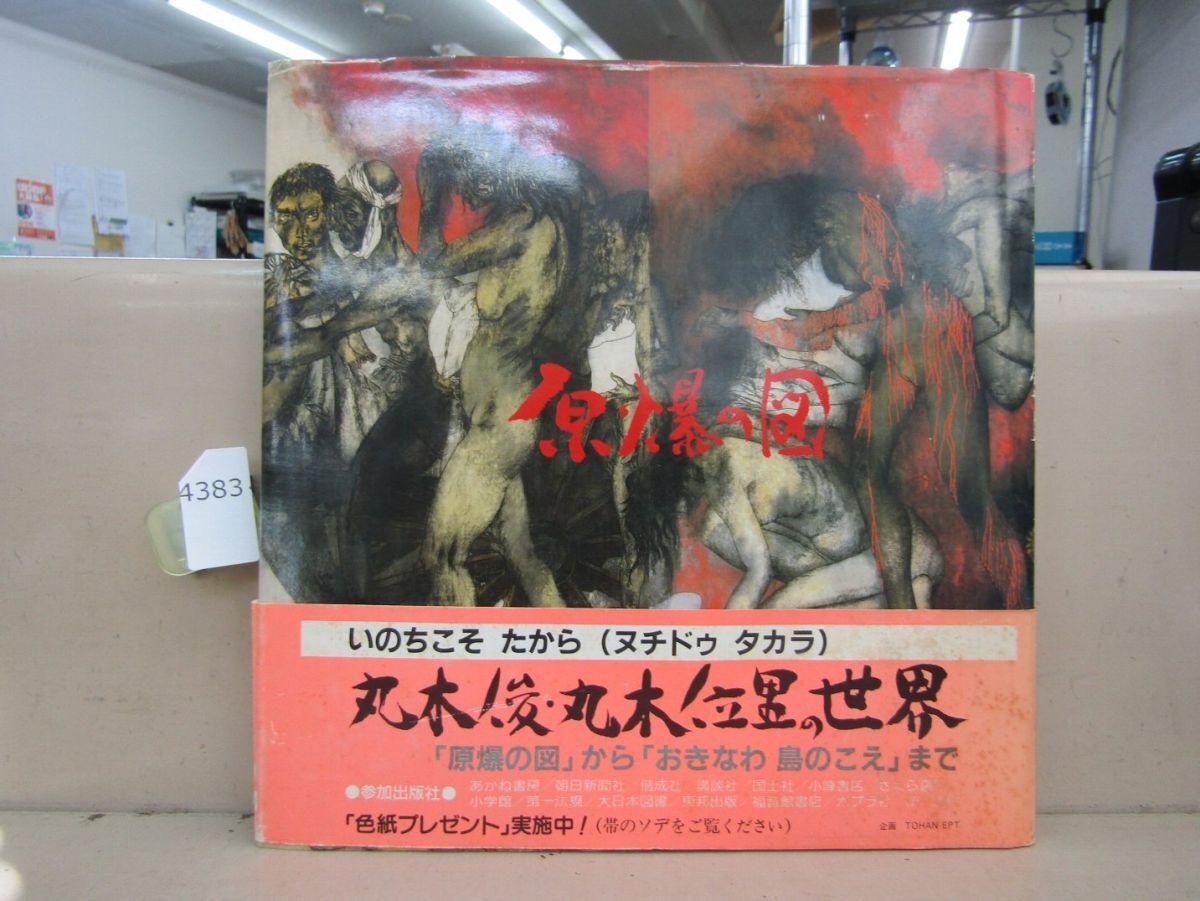 4383
原爆の図
いのちこそ たから (ヌチドゥ タカラ)
丸木俊・丸木位里の世界
「原爆の図」から「おきなわ 島のこえ」まで
●参加出版社●
あかね書房/朝日新聞社/偕成社 講談社 国土社/小峰書店
小学館/第一法規/大日本図書/東邦出版/福音館書店/ポプラ
「色紙プレゼント」実施中! (帯のソデをご覧ください)
企画 TOHAN EPT